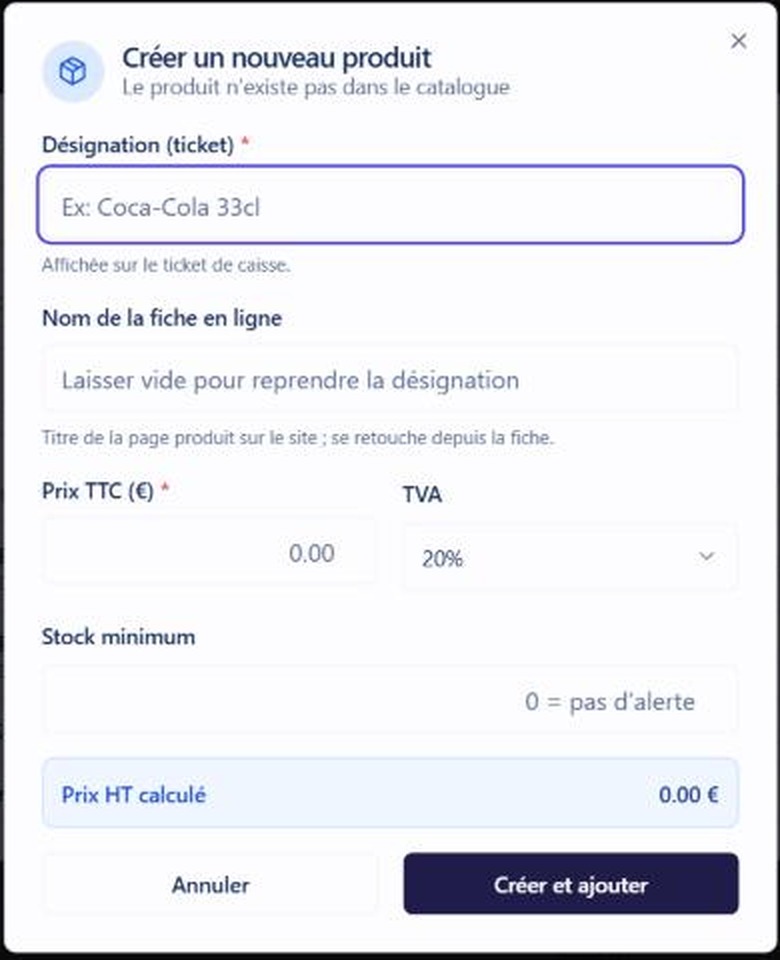 Créer un nouveau produit
Le produit n'existe pas dans le catalogue
Désignation (ticket) *
Ex: Coca-Cola 33cl
Affichée sur le ticket de caisse.
Nom de la fiche en ligne
Laisser vide pour reprendre la désignation
Titre de la page produit sur le site ; se retouche depuis la fiche.
Prix TTC (€) *
TVA
0.00
20%
Stock minimum
0 = pas d'alerte
Prix HT calculé
0.00 €
Annuler
Créer et ajouter